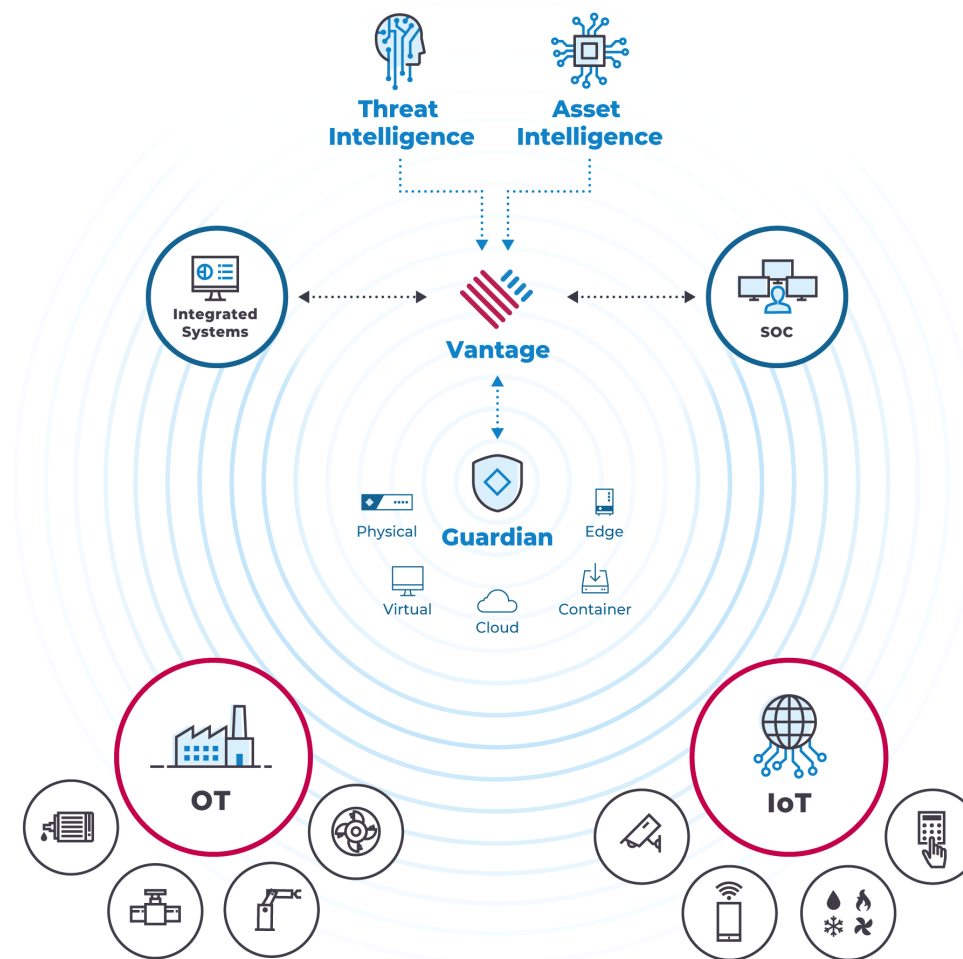 Threat
Intelligence
Asset
Intelligence
Integrated
Systems
SOC
Vantage
Physical
Guardian
Edge
Virtual
Cloud
Container
OT
IoT